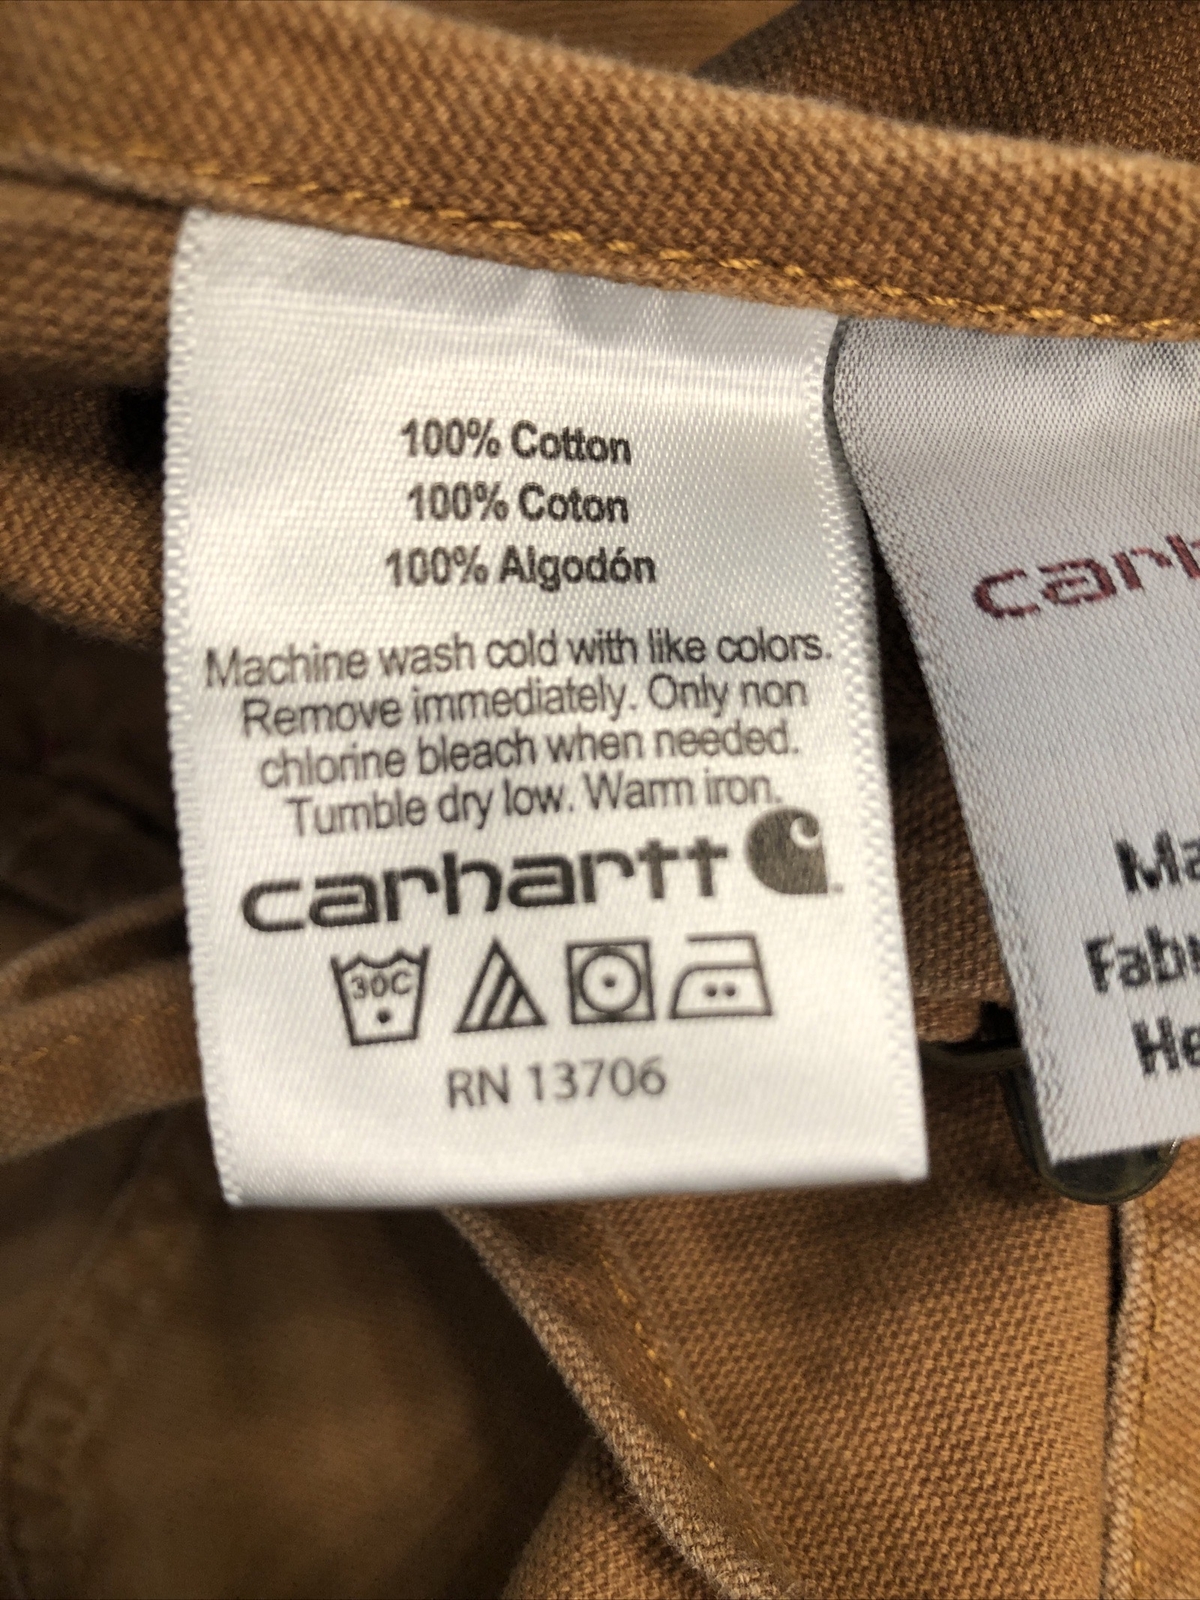 100% Cotton
100% Coton
100% Algodón
Machine wash cold with like colors.
Remove immediately. Only non
chlorine bleach when needed.
Tumble dry low. Warm iron.
carhartt
30C
RN 13706
carh
Ma
Fab
He